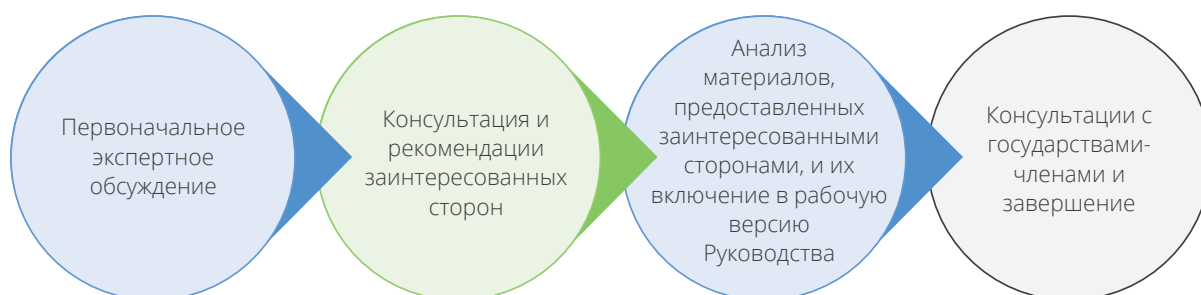 Первоначальное
экспертное
обсуждение
Консультация и
рекомендации
заинтересованных
сторон
Анализ
материалов,
предоставленных
заинтересованными
сторонами, и их
включение в рабочую
версию
Руководства
Консультации с
государствами-
членами и
завершение